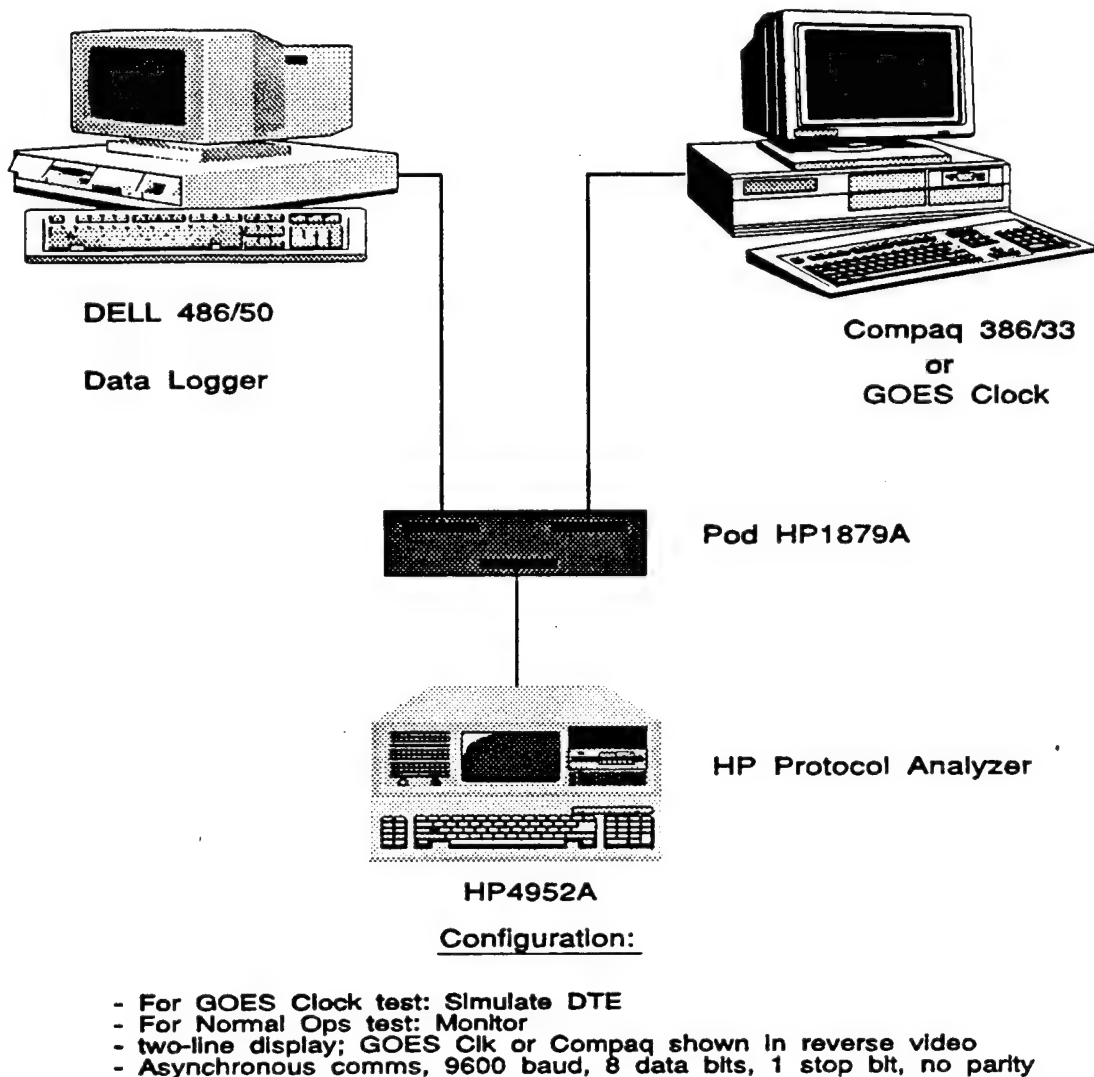 DELL 486/50
Data Logger
Compaq 386/33
or
GOES Clock
Pod HP1879A
HP Protocol Analyzer
HP4952A
Configuration:
- For GOES Clock test: Simulate DTE
- For Normal Ops test: Monitor
- two-line display; GOES Clk or Compaq shown in reverse video
- Asynchronous comms, 9600 baud, 8 data bits, 1 stop bit, no parity